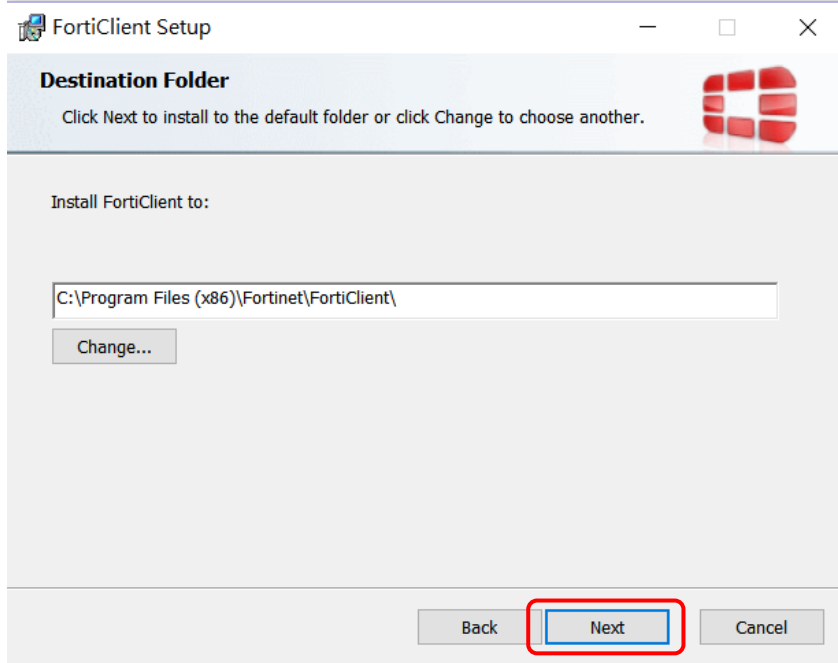 FortiClient Setup
Destination Folder
Click Next to install to the default folder or click Change to choose another.
Install FortiClient to:
C:\Program Files (x86)\Fortinet\FortiClient\
Change...
Back
Next
Cancel